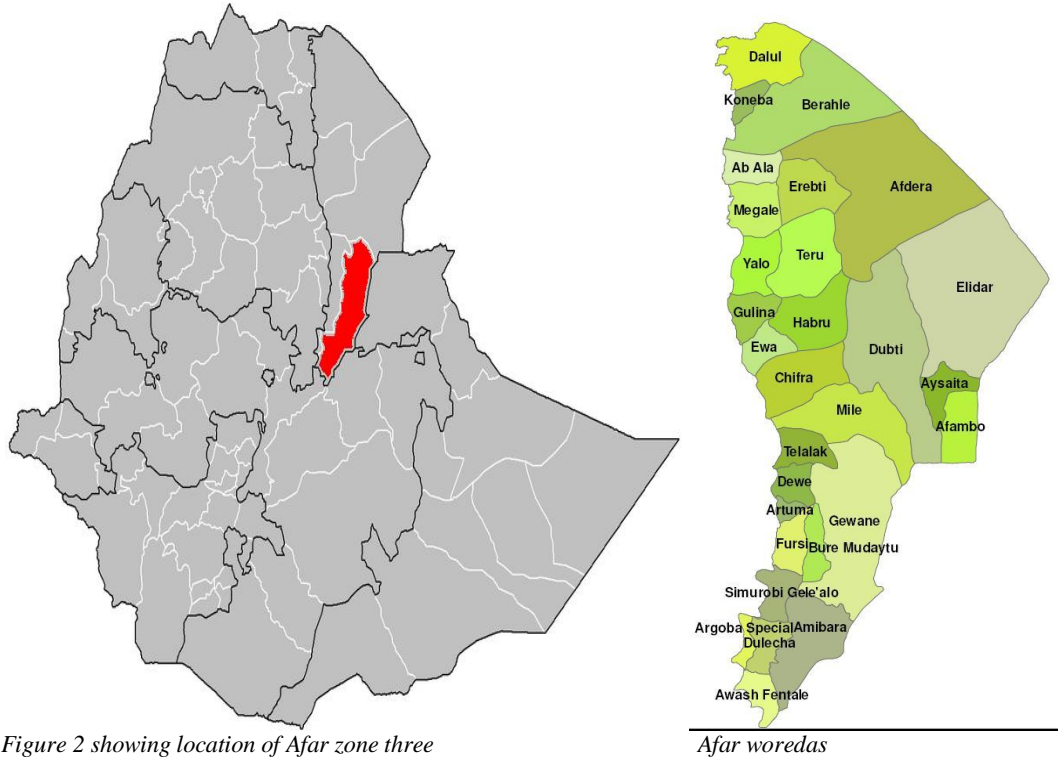 Dalul
Koneba
Berahle
Ab Ala
Erebti
Afdera
Megale
Yalo
Teru
Elidar
Gulina
Habru
Ewa
Dubti
Chifra
Aysaita
Mile
Afambo
Telalak
Dewe
Artuma
Gewane
Fursi
Bure Mudaytu
Simurobi Gele'alo
Argoba Special
Amibara
Dulecha
Awash Fentale
Figure 2 showing location of Afar zone three
Afar woredas